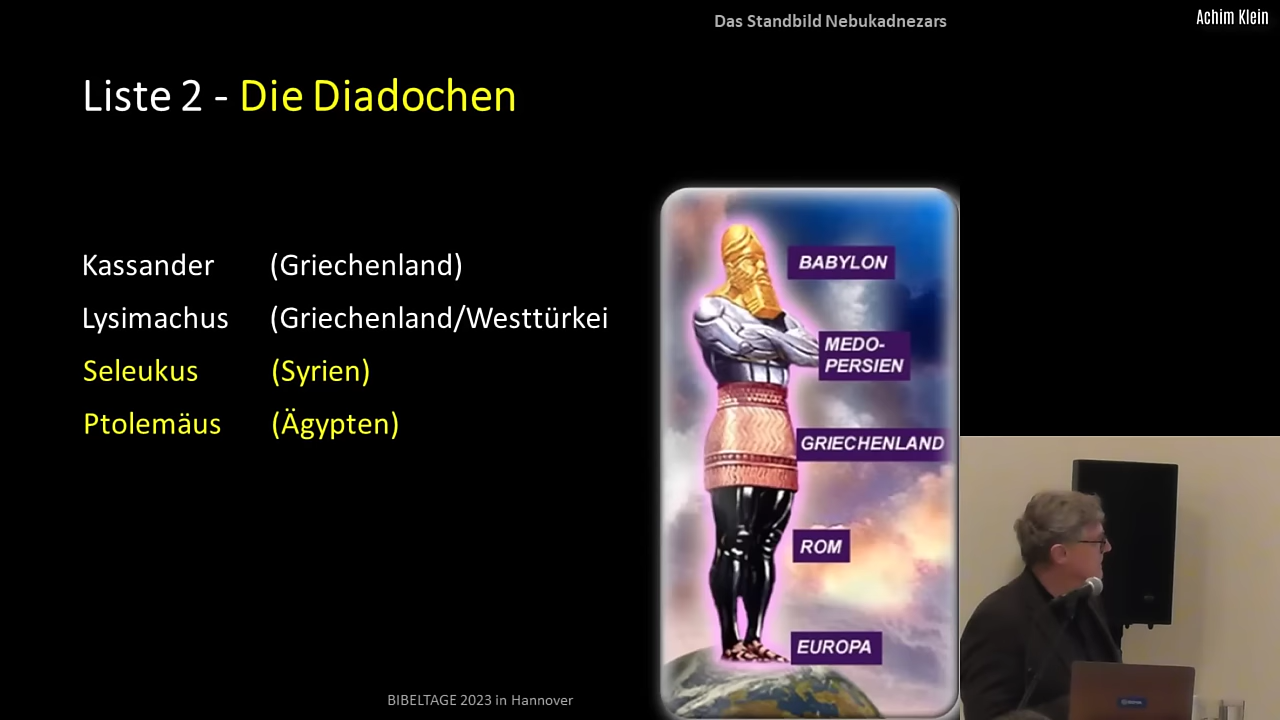 Das Standbild Nebukadnezars
Achim Klein
Liste 2 - Die Diadochen
Kassander (Griechenland)
Lysimachus (Griechenland/Westtürkei
Seleukus (Syrien)
Ptolemäus (Ägypten)
BABYLON
MEDO-
PERSIEN
GRIECHENLAND
ROM
EUROPA
BIBELTAGE 2023 in Hannover